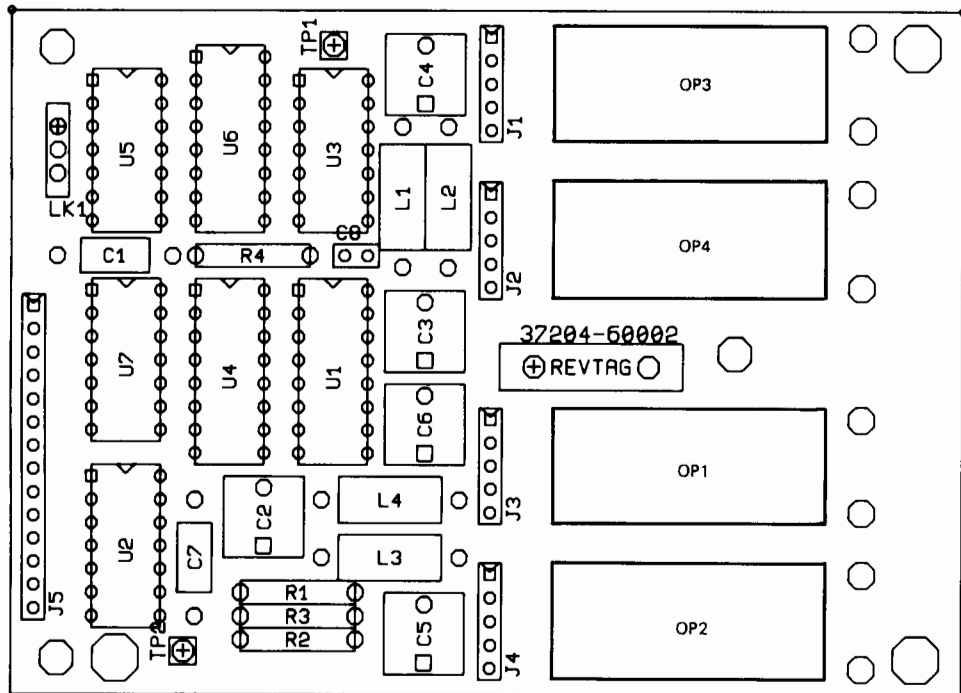 TP1
C4
J1
OP3
U5
U6
U3
LK1
L1
L2
J2
OP4
C1
R4
C8
37204-60002
REVTAG
U7
U4
U1
C3
C6
J3
OP1
J5
U2
C7
C2
L4
L3
R1
R3
R2
TP2
C5
J4
OP2